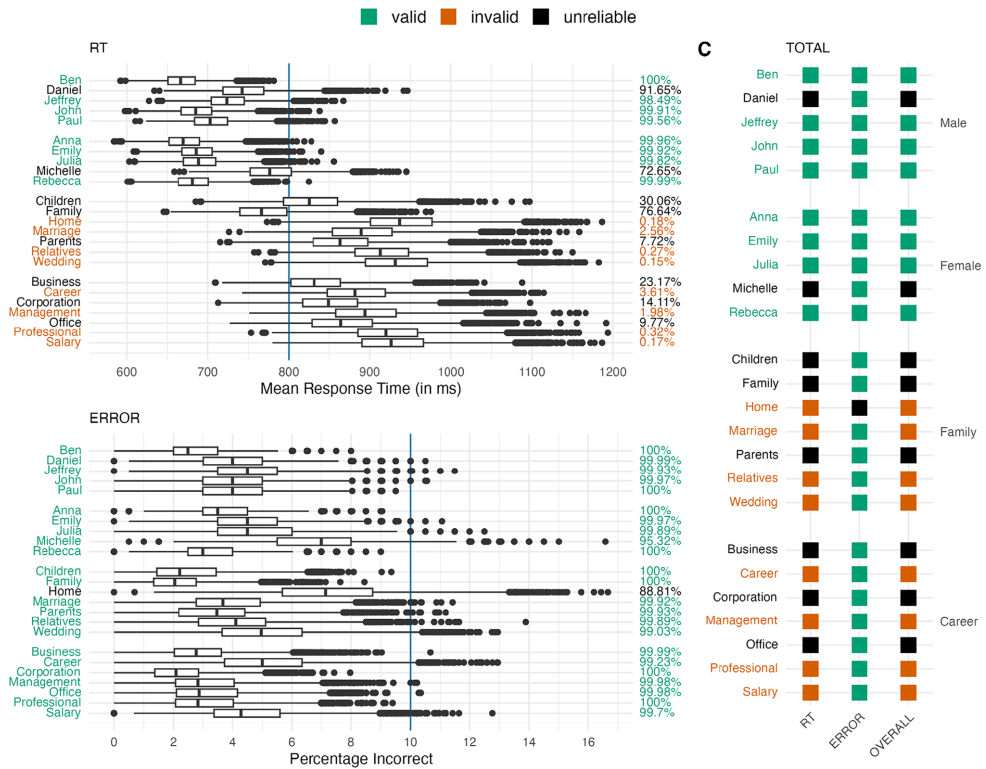 valid invalid unreliable
RT
Ben 100%
Daniel 91.65%
Jeffrey 98.49%
John 99.91%
Paul 99.56%
Anna 99.96%
Emily 99.92%
Julia 99.82%
Michelle 72.65%
Rebecca 99.99%
Children 30.06%
Family 76.64%
Home 0.18%
Marriage 2.56%
Parents 7.72%
Relatives 0.27%
Wedding 0.15%
Business 23.17%
Career 3.61%
Corporation 14.11%
Management 1.98%
Office 9.77%
Professional 0.32%
Salary 0.17%
600 700 800 900 1000 1100 1200
Mean Response Time (in ms)
ERROR
Ben 100%
Daniel 99.99%
Jeffrey 99.93%
John 99.97%
Paul 100%
Anna 100%
Emily 99.97%
Julia 99.89%
Michelle 95.32%
Rebecca 100%
Children 100%
Family 100%
Home 88.81%
Marriage 99.92%
Parents 99.93%
Relatives 99.89%
Wedding 99.03%
Business 99.99%
Career 99.23%
Corporation 100%
Management 99.98%
Office 99.98%
Professional 100%
Salary 99.7%
0 2 4 6 8 10 12 14 16
Percentage Incorrect
C TOTAL
Ben
Daniel
Jeffrey Male
John
Paul
Anna
Emily
Julia Female
Michelle
Rebecca
Children
Family
Home
Marriage Family
Parents
Relatives
Wedding
Business
Career
Corporation
Management Career
Office
Professional
Salary
RT ERROR OVERALL